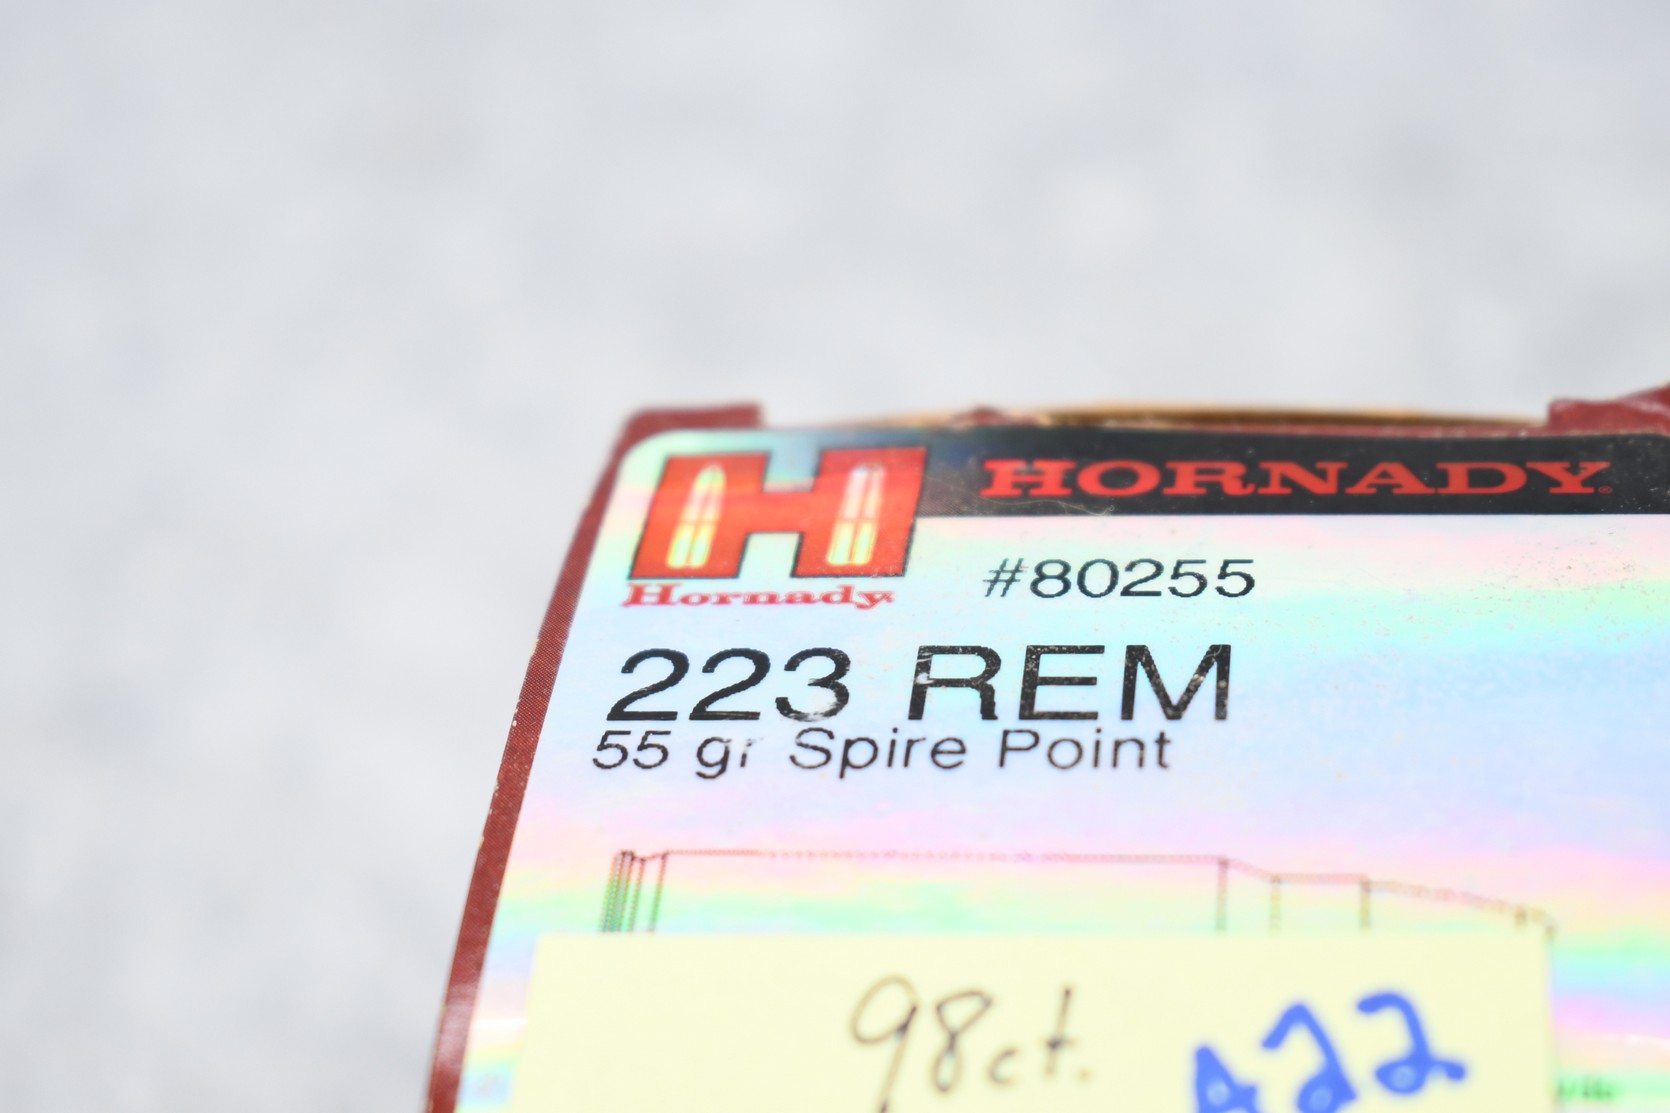 HORNADY
Hornady
#80255
223 REM
55 gr Spire Point
98ct.